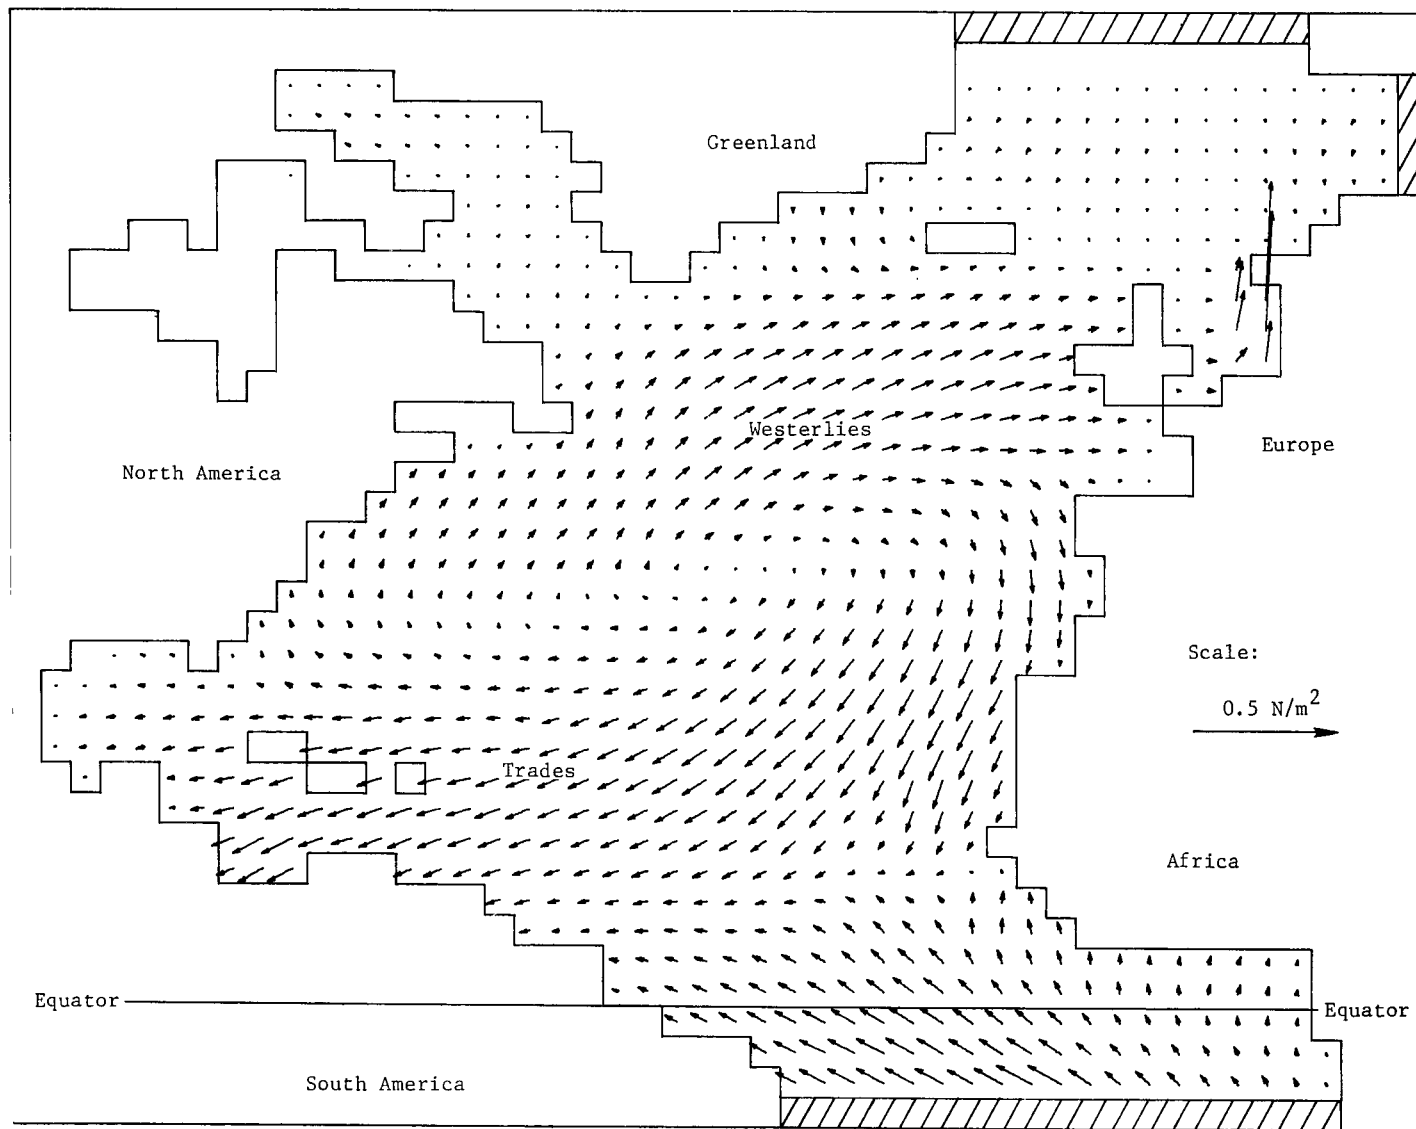 Greenland
Westerlies
North America
Europe
Scale:
0.5 N/m²
Trades
Africa
Equator
Equator
South America